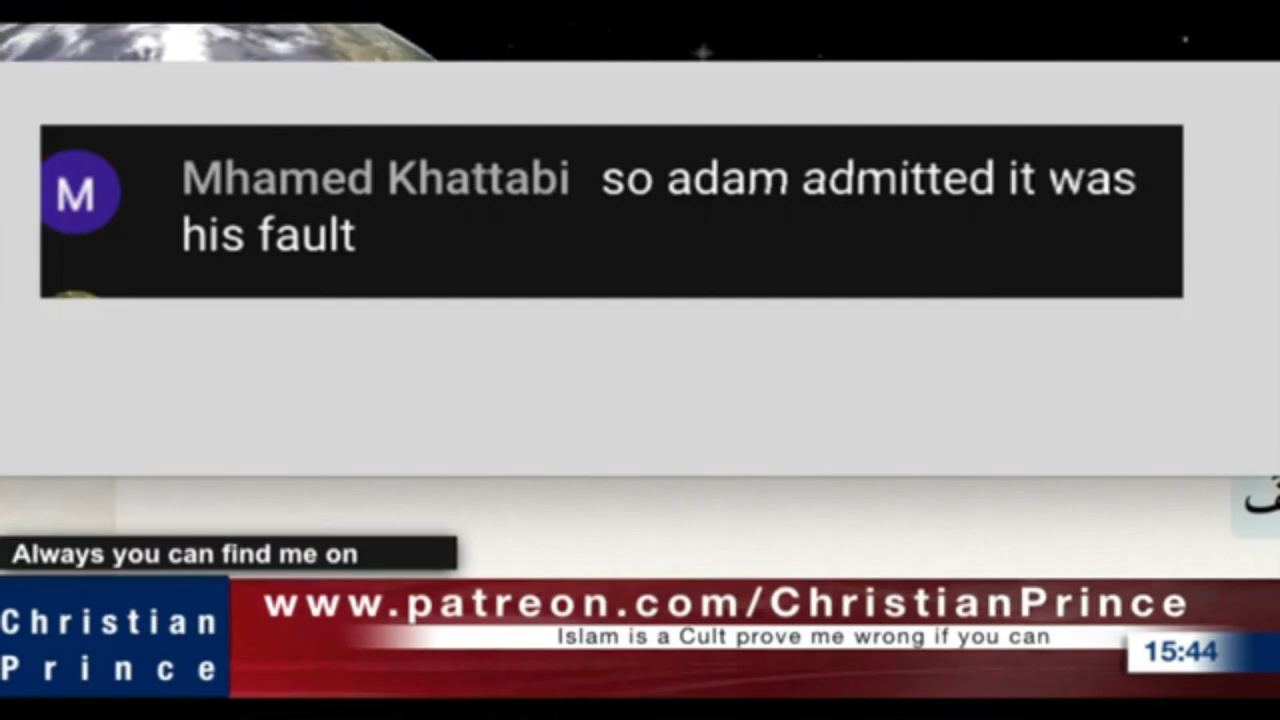 M
Mhamed Khattabi so adam admitted it was
his fault
Always you can find me on
Christian
Prince
www.patreon.com/ChristianPrince
Islam is a Cult prove me wrong if you can
15:44